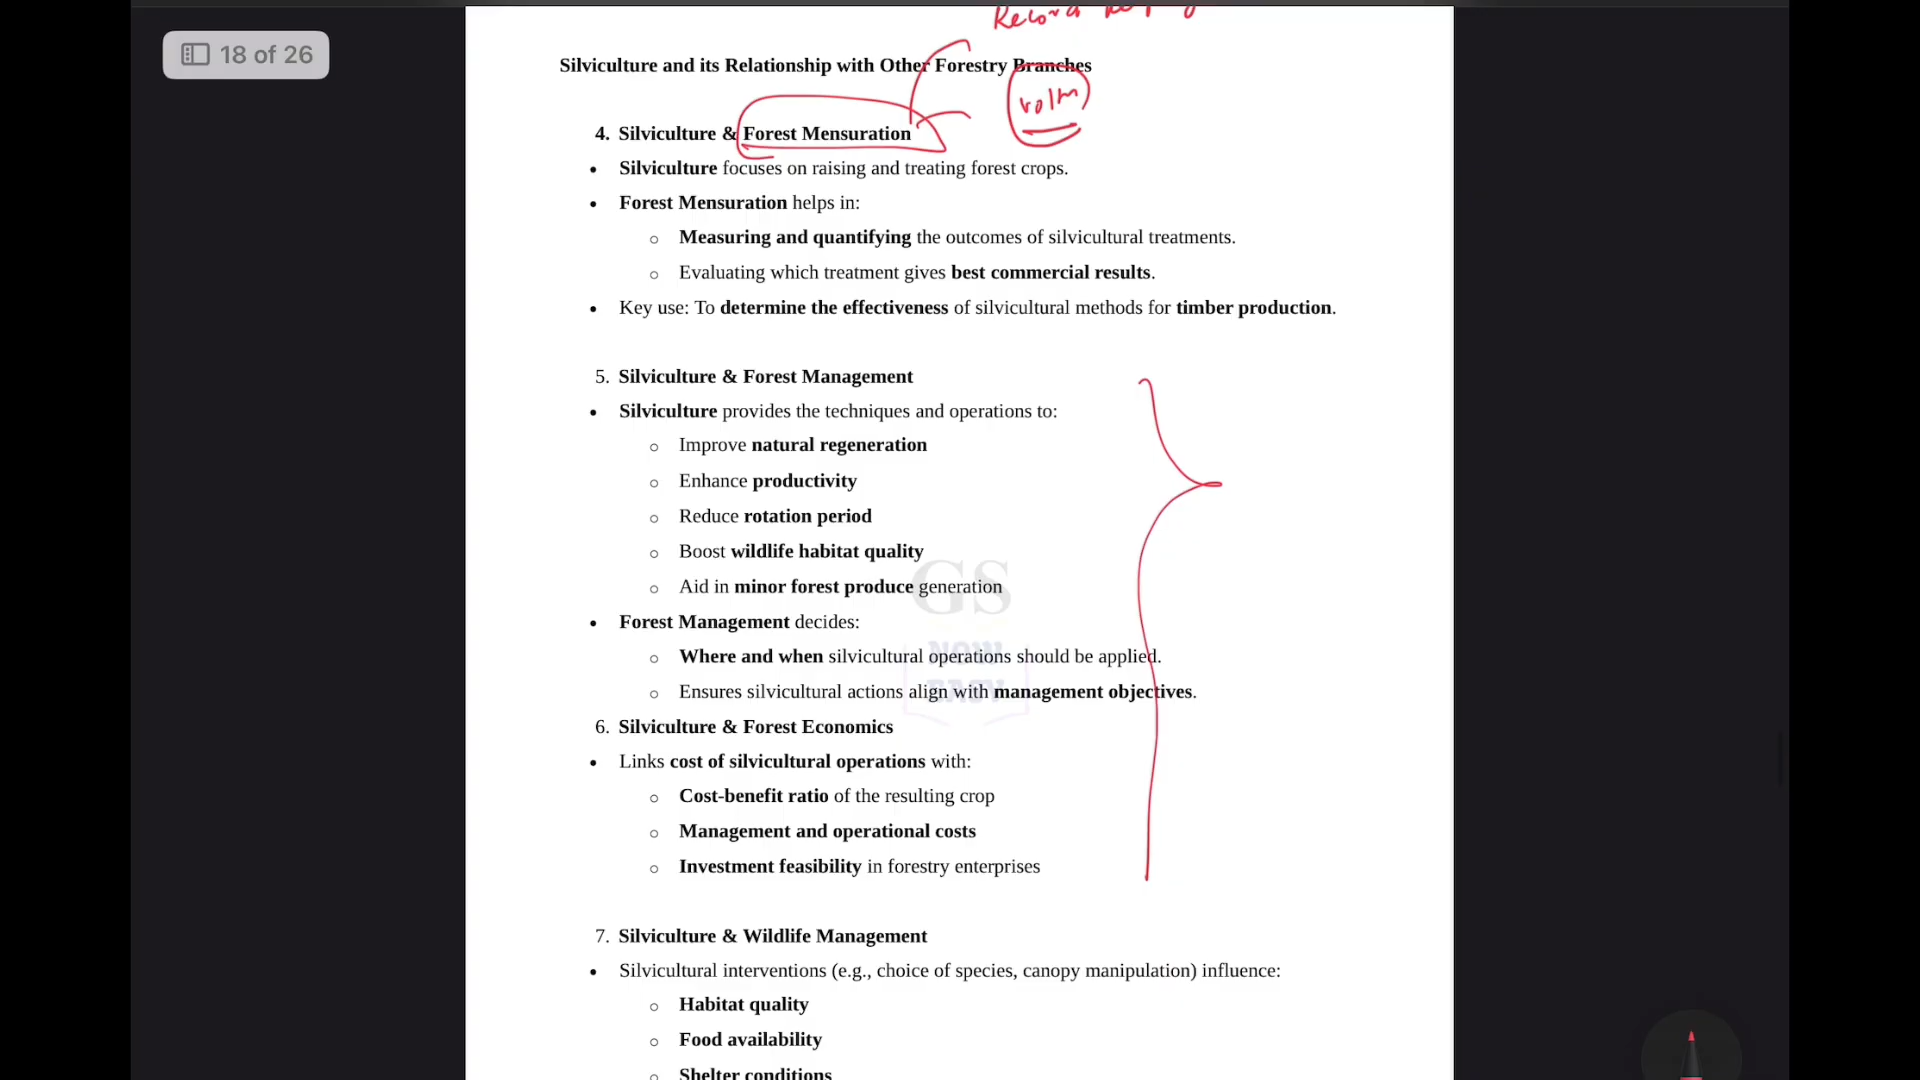 Record
18 of 26
Silviculture and its Relationship with Other Forestry Branches
volm
4. Silviculture & Forest Mensuration
• Silviculture focuses on raising and treating forest crops.
• Forest Mensuration helps in:
o Measuring and quantifying the outcomes of silvicultural treatments.
o Evaluating which treatment gives best commercial results.
• Key use: To determine the effectiveness of silvicultural methods for timber production.
5. Silviculture & Forest Management
• Silviculture provides the techniques and operations to:
o Improve natural regeneration
o Enhance productivity
o Reduce rotation period
o Boost wildlife habitat quality
o Aid in minor forest produce generation
GS
• Forest Management decides:
o Where and when silvicultural operations should be applied.
NOW
o Ensures silvicultural actions align with management objectives.
EASY
6. Silviculture & Forest Economics
• Links cost of silvicultural operations with:
o Cost-benefit ratio of the resulting crop
o Management and operational costs
o Investment feasibility in forestry enterprises
7. Silviculture & Wildlife Management
• Silvicultural interventions (e.g., choice of species, canopy manipulation) influence:
o Habitat quality
o Food availability
o Shelter conditions